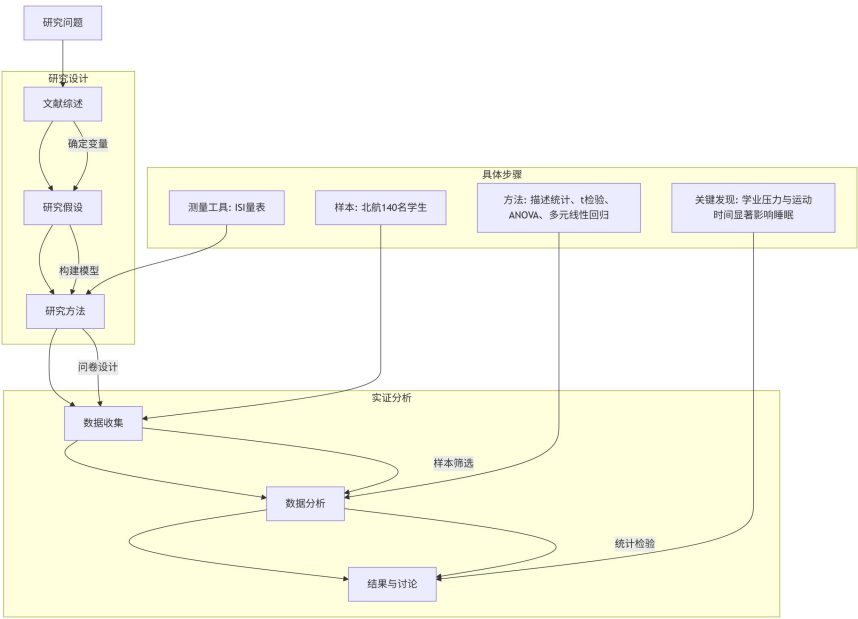 研究问题
研究设计
文献综述
确定变量
研究假设
构建模型
研究方法
具体步骤
测量工具: ISI量表
样本: 北航140名学生
方法: 描述统计、t检验、
ANOVA、多元线性回归
关键发现: 学业压力与运动
时间显著影响睡眠
问卷设计
实证分析
数据收集
样本筛选
数据分析
统计检验
结果与讨论